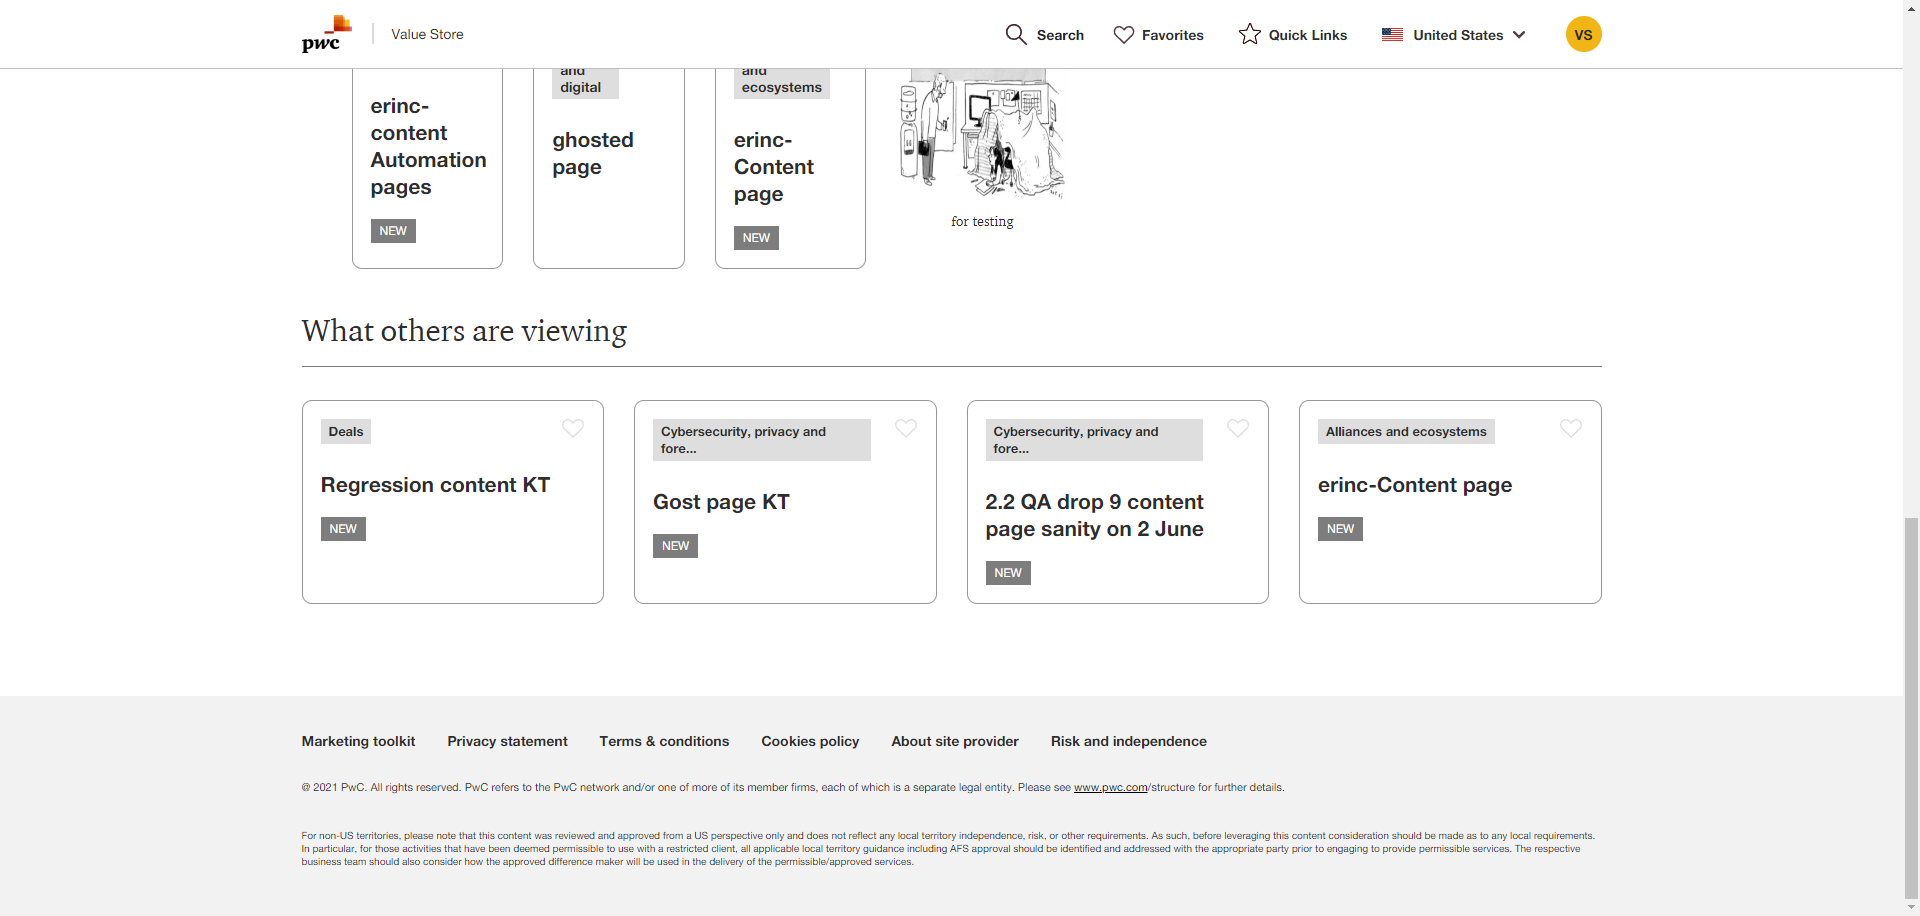 pwc
Value Store
Search
Favorites
Quick Links
United States
VS
erinc-
content
Automation
pages
NEW
and
digital
ghosted
page
and
ecosystems
erinc-
Content
page
NEW
for testing
What others are viewing
Deals
Regression content KT
NEW
Cybersecurity, privacy and
fore...
Gost page KT
NEW
Cybersecurity, privacy and
fore...
2.2 QA drop 9 content
page sanity on 2 June
NEW
Alliances and ecosystems
erinc-Content page
NEW
Marketing toolkit
Privacy statement
Terms & conditions
Cookies policy
About site provider
Risk and independence
@ 2021 PwC. All rights reserved. PwC refers to the PwC network and/or one of more of its member firms, each of which is a separate legal entity. Please see www.pwc.com/structure for further details.
For non-US territories, please note that this content was reviewed and approved from a US perspective only and does not reflect any local territory independence, risk, or other requirements. As such, before leveraging this content consideration should be made as to any local requirements.
In particular, for those activities that have been deemed permissible to use with a restricted client, all applicable local territory guidance including AFS approval should be identified and addressed with the appropriate party prior to engaging to provide permissible services. The respective
business team should also consider how the approved difference maker will be used in the delivery of the permissible/approved services.